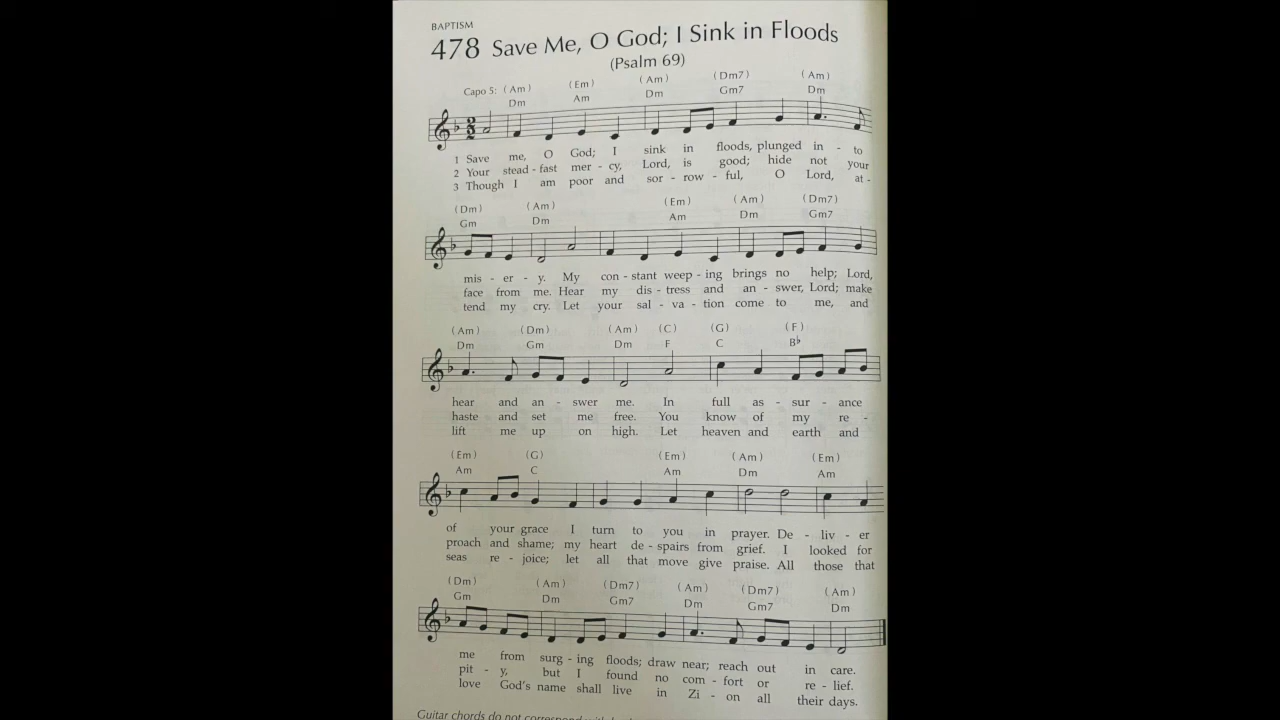 BAPTISM
478 Save Me, O God; I Sink in Floods
(Psalm 69)
Capo 5: (Am) (Em) (Am) (Dm7) (Am)
Dm Am Dm Gm7 Dm
1 Save me, O God; I sink in floods, plunged in - to
2 Your stead - fast mer - cy, Lord, is good; hide not your
3 Though I am poor and sor - row - ful, O Lord, at -
(Dm) (Am) (Em) (Am) (Dm7)
Gm Dm Am Dm Gm7
mis - er - y. My con - stant weep - ing brings no help; Lord,
face from me. Hear my dis - tress and an - swer, Lord; make
tend my cry. Let your sal - va - tion come to me, and
(Am) (Dm) (Am) (C) (G) (F)
Dm Gm Dm F C B♭
hear and an - swer me. In full as - sur - ance
haste and set me free. You know of my re -
lift me up on high. Let heaven and earth and
(Em) (G) (Em) (Am) (Em)
Am C Am Dm Am
of your grace I turn to you in prayer. De - liv - er
proach and shame; my heart de - spairs from grief. I looked for
seas re - joice; let all that move give praise. All those that
(Dm) (Am) (Dm7) (Am) (Dm7) (Am)
Gm Dm Gm7 Dm Gm7 Dm
me from surg - ing floods; draw near; reach out in care.
pit - y, but I found no com - fort or re - lief.
love God's name shall live in Zi - on all their days.
Guitar chords do not correspond with